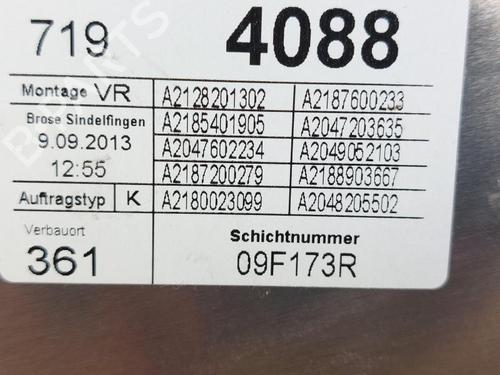 719 4088
Montage VR A2128201302 A2187600233
Brose Sindelfingen A2185401905 A2047203635
9.09.2013 A2047602234 A2049052103
12:55 A2187200279 A2188903667
Auftragstyp K A2180023099 A2048205502
Verbauort Schichtnummer
361 09F173R